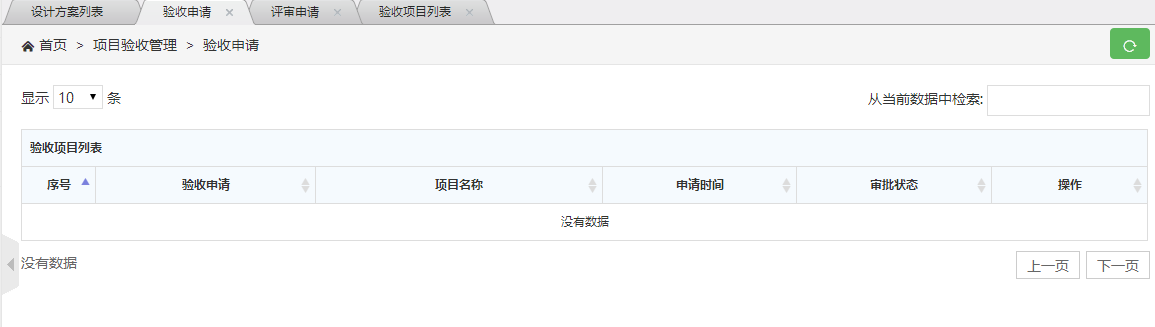 设计方案列表 验收申请 × 评审申请 × 验收项目列表 ×
首页 > 项目验收管理 > 验收申请
显示 10 条 从当前数据中检索:
验收项目列表
序号 验收申请 项目名称 申请时间 审批状态 操作
没有数据
没有数据 上一页 下一页